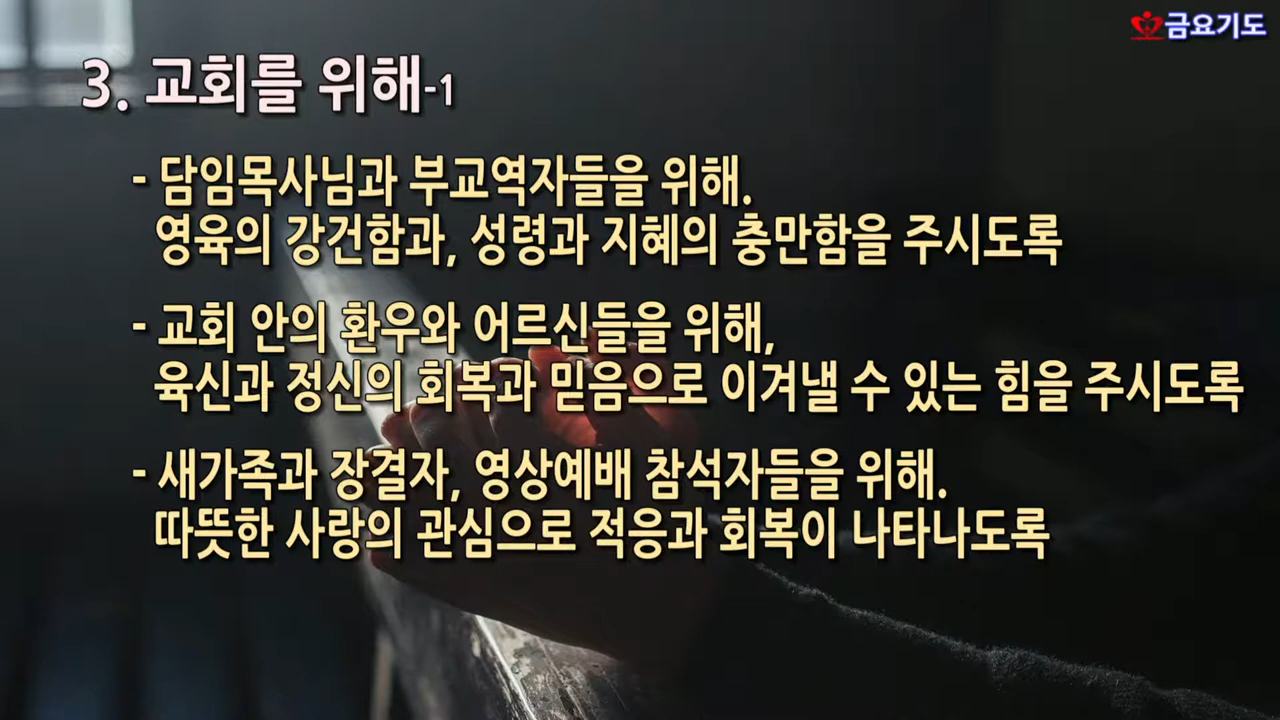 금요기도
3. 교회를 위해-1
- 담임목사님과 부교역자들을 위해.
영육의 강건함과, 성령과 지혜의 충만함을 주시도록
- 교회 안의 환우와 어르신들을 위해,
육신과 정신의 회복과 믿음으로 이겨낼 수 있는 힘을 주시도록
- 새가족과 장결자, 영상예배 참석자들을 위해.
따뜻한 사랑의 관심으로 적응과 회복이 나타나도록